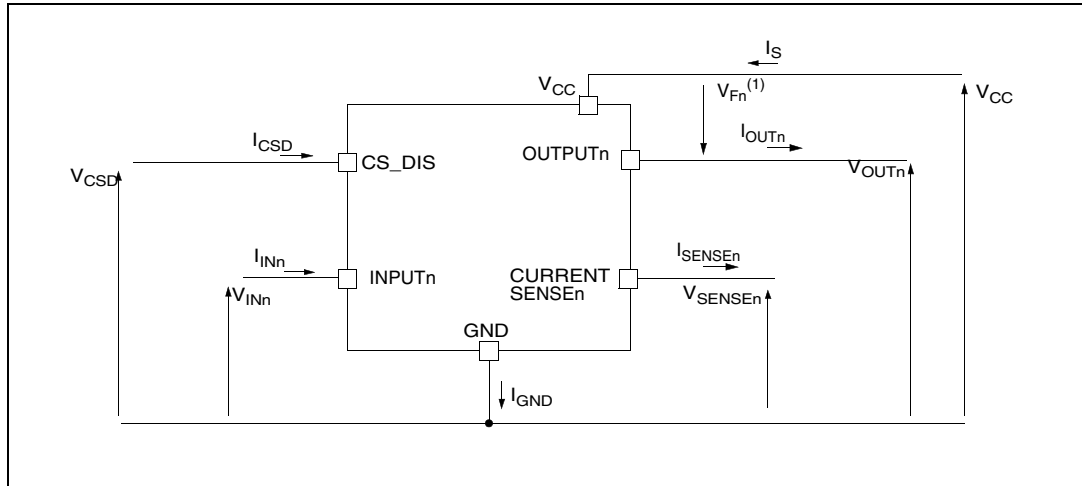 I_S
V_CC
V_Fn^(1)
V_CC
I_CSD
OUTPUTn
I_OUTn
CS_DIS
V_CSD
V_OUTn
I_INn
INPUTn
CURRENT
SENSEn
I_SENSEn
V_INn
V_SENSEn
GND
I_GND